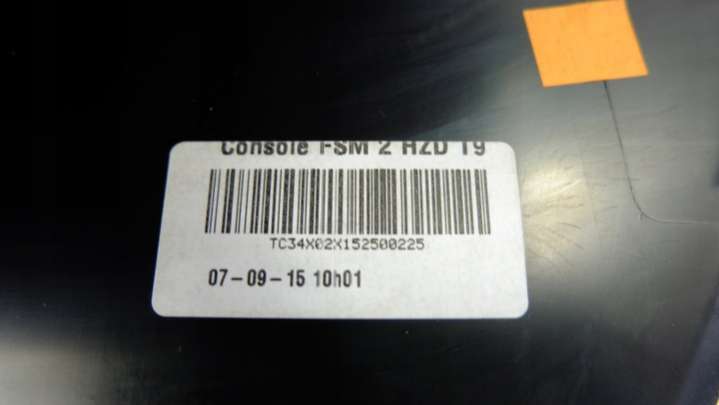 Console FSM 2 HZD T9
TC34X02X152500225
07-09-15 10h01